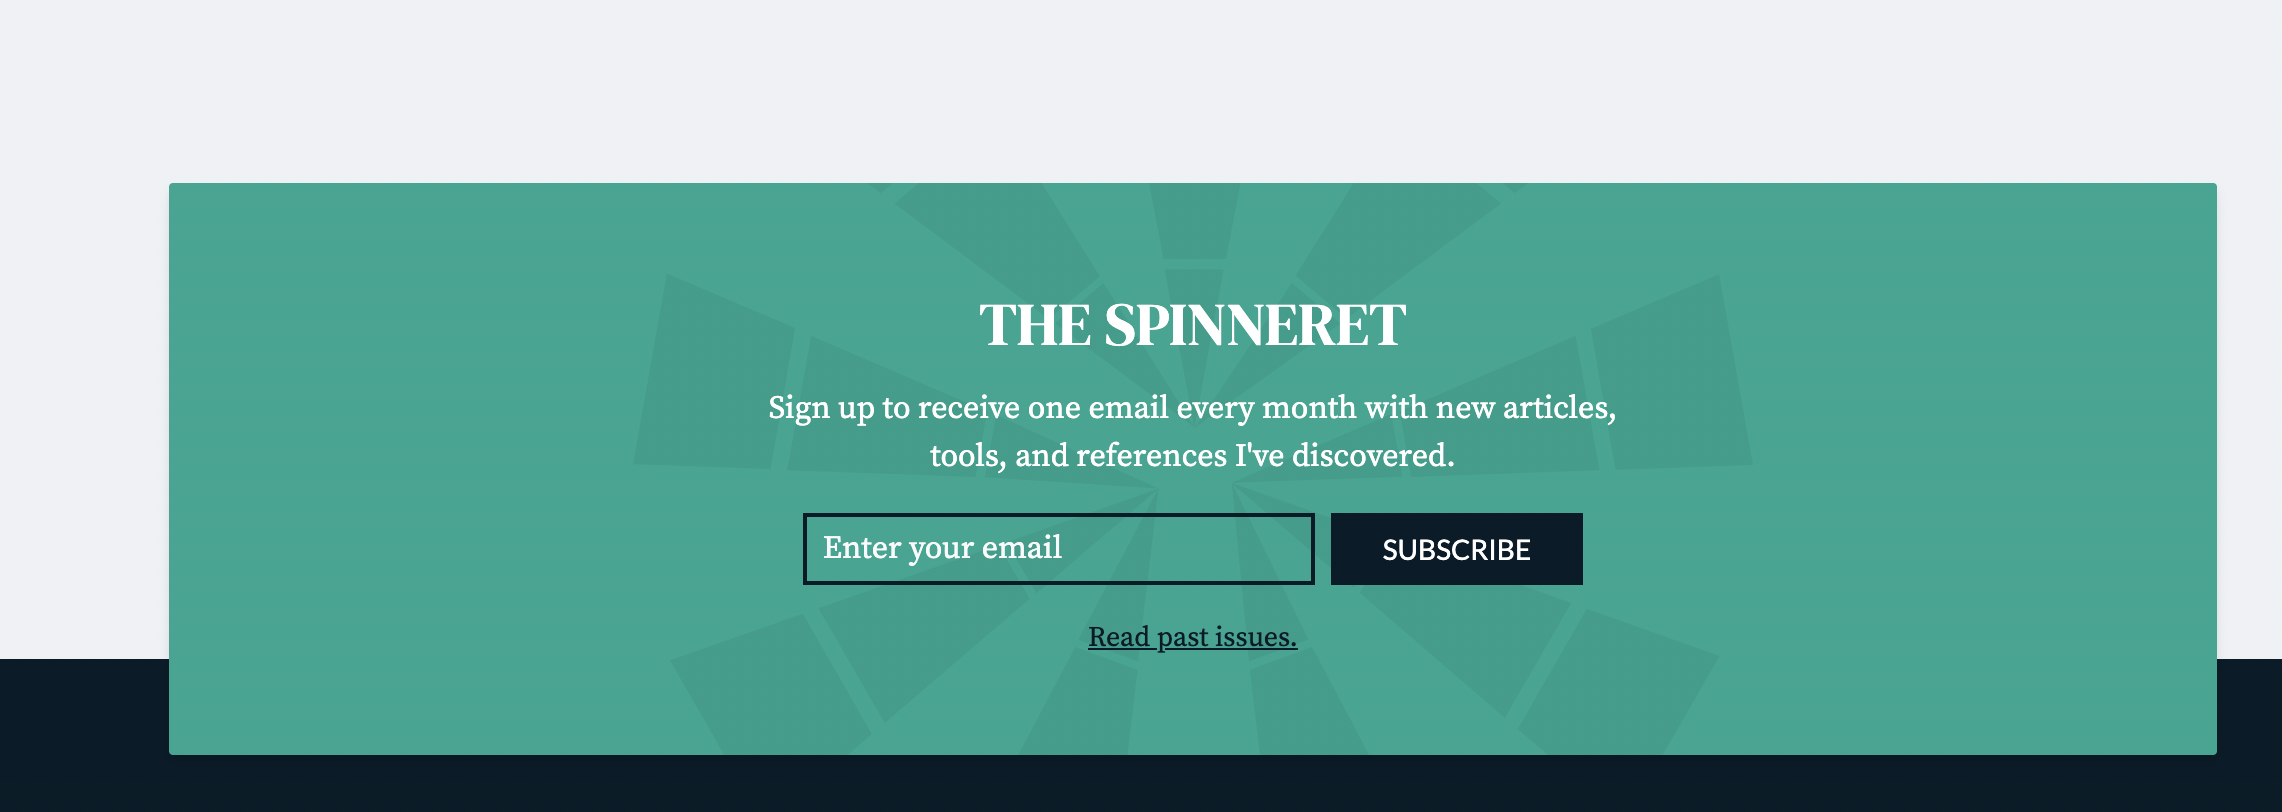 THE SPINNERET
Sign up to receive one email every month with new articles,
tools, and references I've discovered.
Enter your email
SUBSCRIBE
Read past issues.